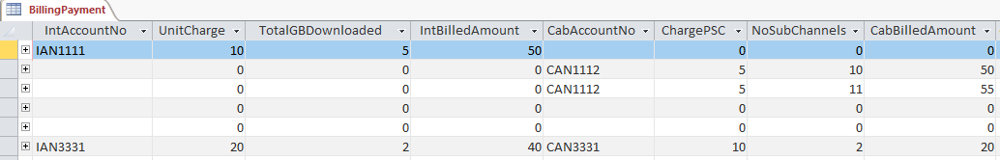 BillingPayment
IntAccountNo UnitCharge TotalGBDownloaded IntBilledAmount CabAccountNo ChargePSC NoSubChannels CabBilledAmount
IAN1111 10 5 50 0 0 0
0 0 0 CAN1112 5 10 50
0 0 0 CAN1112 5 11 55
0 0 0 0 0 0
0 0 0 0 0 0
IAN3331 20 2 40 CAN3331 10 2 20